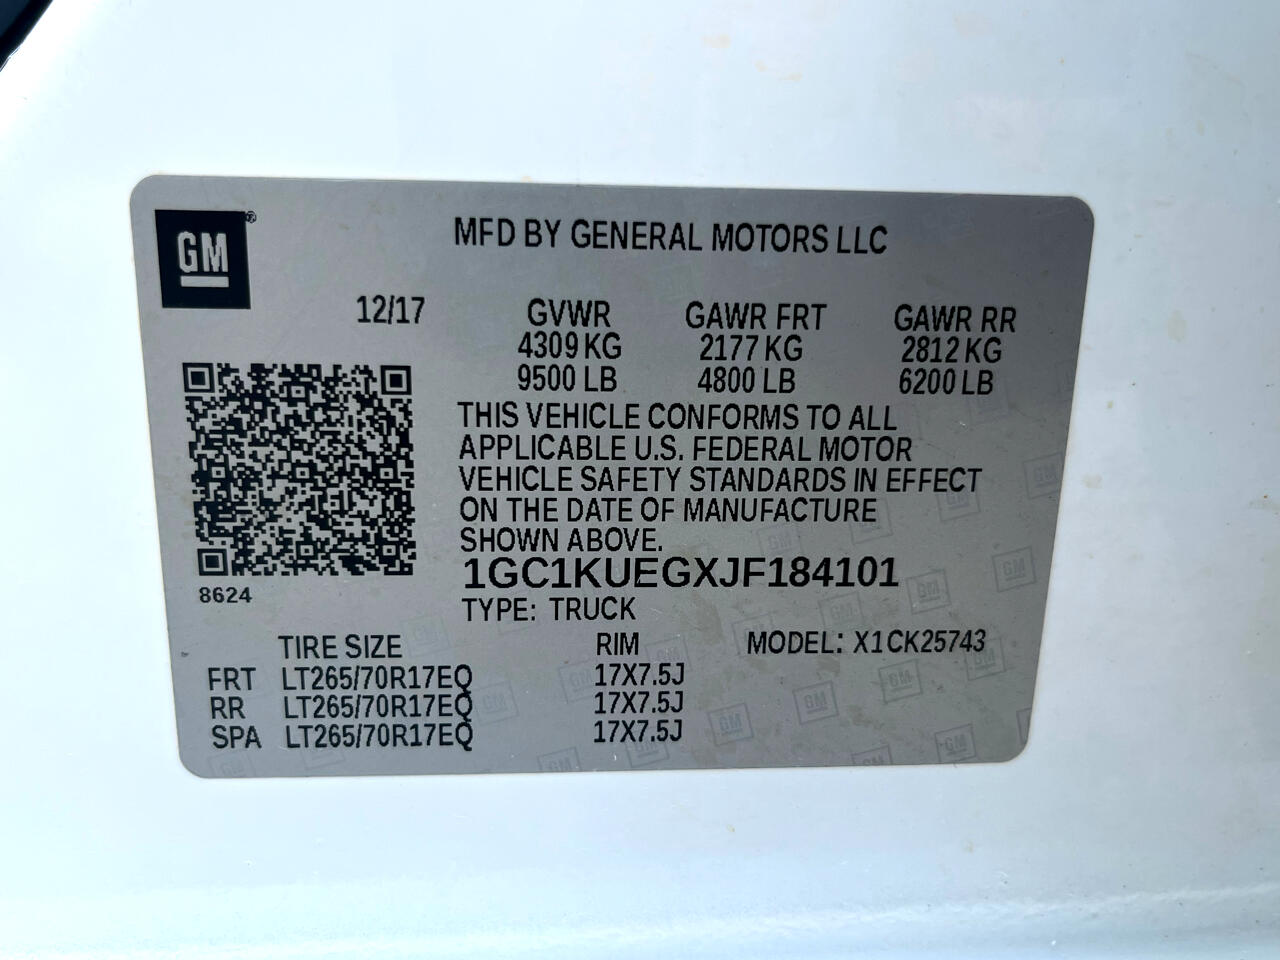 GM®
MFD BY GENERAL MOTORS LLC
12/17 GVWR GAWR FRT GAWR RR
4309 KG 2177 KG 2812 KG
9500 LB 4800 LB 6200 LB
THIS VEHICLE CONFORMS TO ALL
APPLICABLE U.S. FEDERAL MOTOR
VEHICLE SAFETY STANDARDS IN EFFECT
ON THE DATE OF MANUFACTURE
SHOWN ABOVE.
1GC1KUEGXJF184101
8624
TYPE: TRUCK
TIRE SIZE RIM MODEL: X1CK25743
FRT LT265/70R17EQ 17X7.5J
RR LT265/70R17EQ 17X7.5J
SPA LT265/70R17EQ 17X7.5J